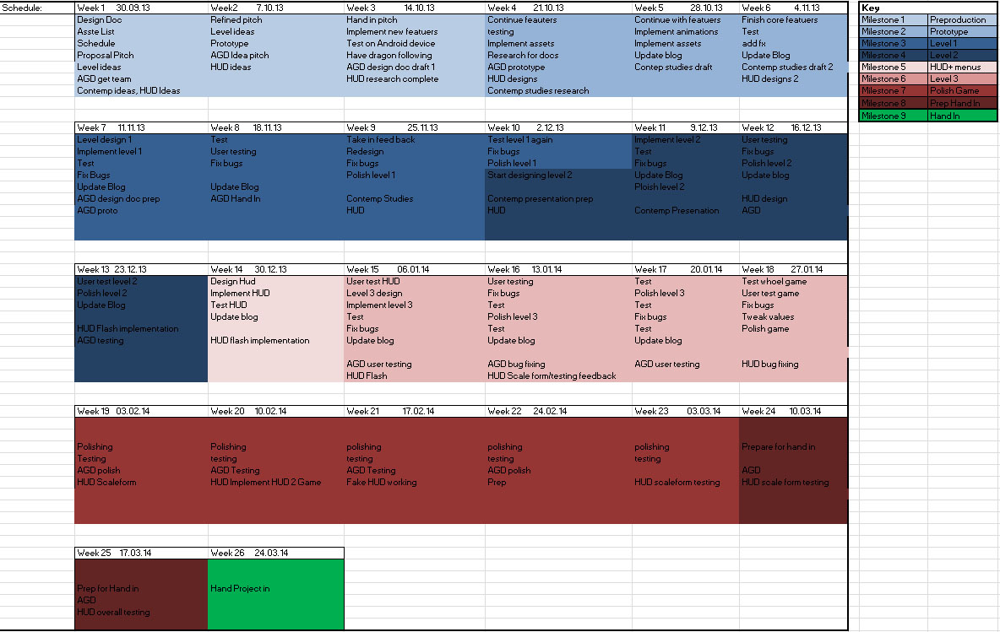 Schedule:
Week 1 30.09.13
Design Doc
Asste List
Schedule
Proposal Pitch
Level ideas
AGD get team
Contemp ideas, HUD Ideas
Week2 7.10.13
Refined pitch
Level ideas
Prototype
AGD Idea pitch
HUD ideas
Week 3 14.10.13
Hand in pitch
Implement new featuers
Test on Android device
Have dragon following
AGD design doc draft 1
HUD research complete
Week 4 21.10.13
Continue feauters
testing
Implement assets
Research for docs
AGD prototype
HUD designs
Contemp studies research
Week 5 28.10.13
Continue with featuers
Implement animations
Implement assets
Update blog
Contep studies draft
Week 6 4.11.13
Finish core featuers
Test
add fx
Update Blog
Contemp studies draft 2
HUD designs 2
Key
Milestone 1 Preproduction
Milestone 2 Prototype
Milestone 3 Level 1
Milestone 4 Level 2
Milestone 5 HUD+ menus
Milestone 6 Level 3
Milestone 7 Polish Game
Milestone 8 Prep Hand In
Milestone 9 Hand In
Week 7 11.11.13
Level design 1
Implement level 1
Test
Fix Bugs
Update Blog
AGD design doc prep
AGD proto
Week 8 18.11.13
Test
User testing
Fix bugs
Update Blog
AGD Hand In
Week 9 25.11.13
Take in feed back
Redesign
Fix bugs
Polish level 1
Contemp Studies
HUD
Week 10 2.12.13
Test level 1 again
Fix bugs
Polish level 1
Start designing level 2
Contemp presentation prep
HUD
Week 11 9.12.13
Implement level 2
Test
Fix bugs
Update Blog
Ploish level 2
Contemp Presenation
Week 12 16.12.13
User testing
Fix bugs
Polish level 2
Update blog
HUD design
AGD
Week 13 23.12.13
User test level 2
Polish level 2
Update Blog
HUD Flash implementation
AGD testing
Week 14 30.12.13
Design Hud
Implement HUD
Test HUD
Update blog
HUD flash implementation
Week 15 06.01.14
User test HUD
Level 3 design
Implement level 3
Test
Fix bugs
Update blog
AGD user testing
HUD Flash
Week 16 13.01.14
User testing
Fix bugs
Test
Polish level 3
Test
Update blog
AGD bug fixing
HUD Scale form/testing feedback
Week 17 20.01.14
Test
Polish level 3
Test
Fix bugs
Test
Update blog
AGD user testing
Week 18 27.01.14
Test whoel game
User test game
Fix bugs
Tweak values
Polish game
HUD bug fixing
Week 19 03.02.14
Polishing
Testing
AGD polish
HUD Scaleform
Week 20 10.02.14
Polishing
testing
AGD Testing
HUD Implement HUD 2 Game
Week 21 17.02.14
polishing
testing
AGD Testing
Fake HUD working
Week 22 24.02.14
polishing
testing
AGD polish
Prep
Week 23 03.03.14
polishing
testing
HUD scaleform testing
Week 24 10.03.14
Prepare for hand in
AGD
HUD scale form testing
Week 25 17.03.14
Prep for Hand in
AGD
HUD overall testing
Week 26 24.03.14
Hand Project in